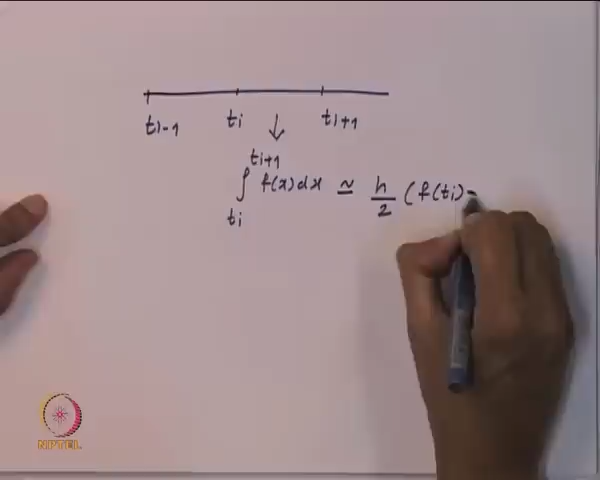 ti-1 ti ti+1
∫_{ti}^{ti+1} f(x)dx ≃ h/2 (f(ti)
NPTEL